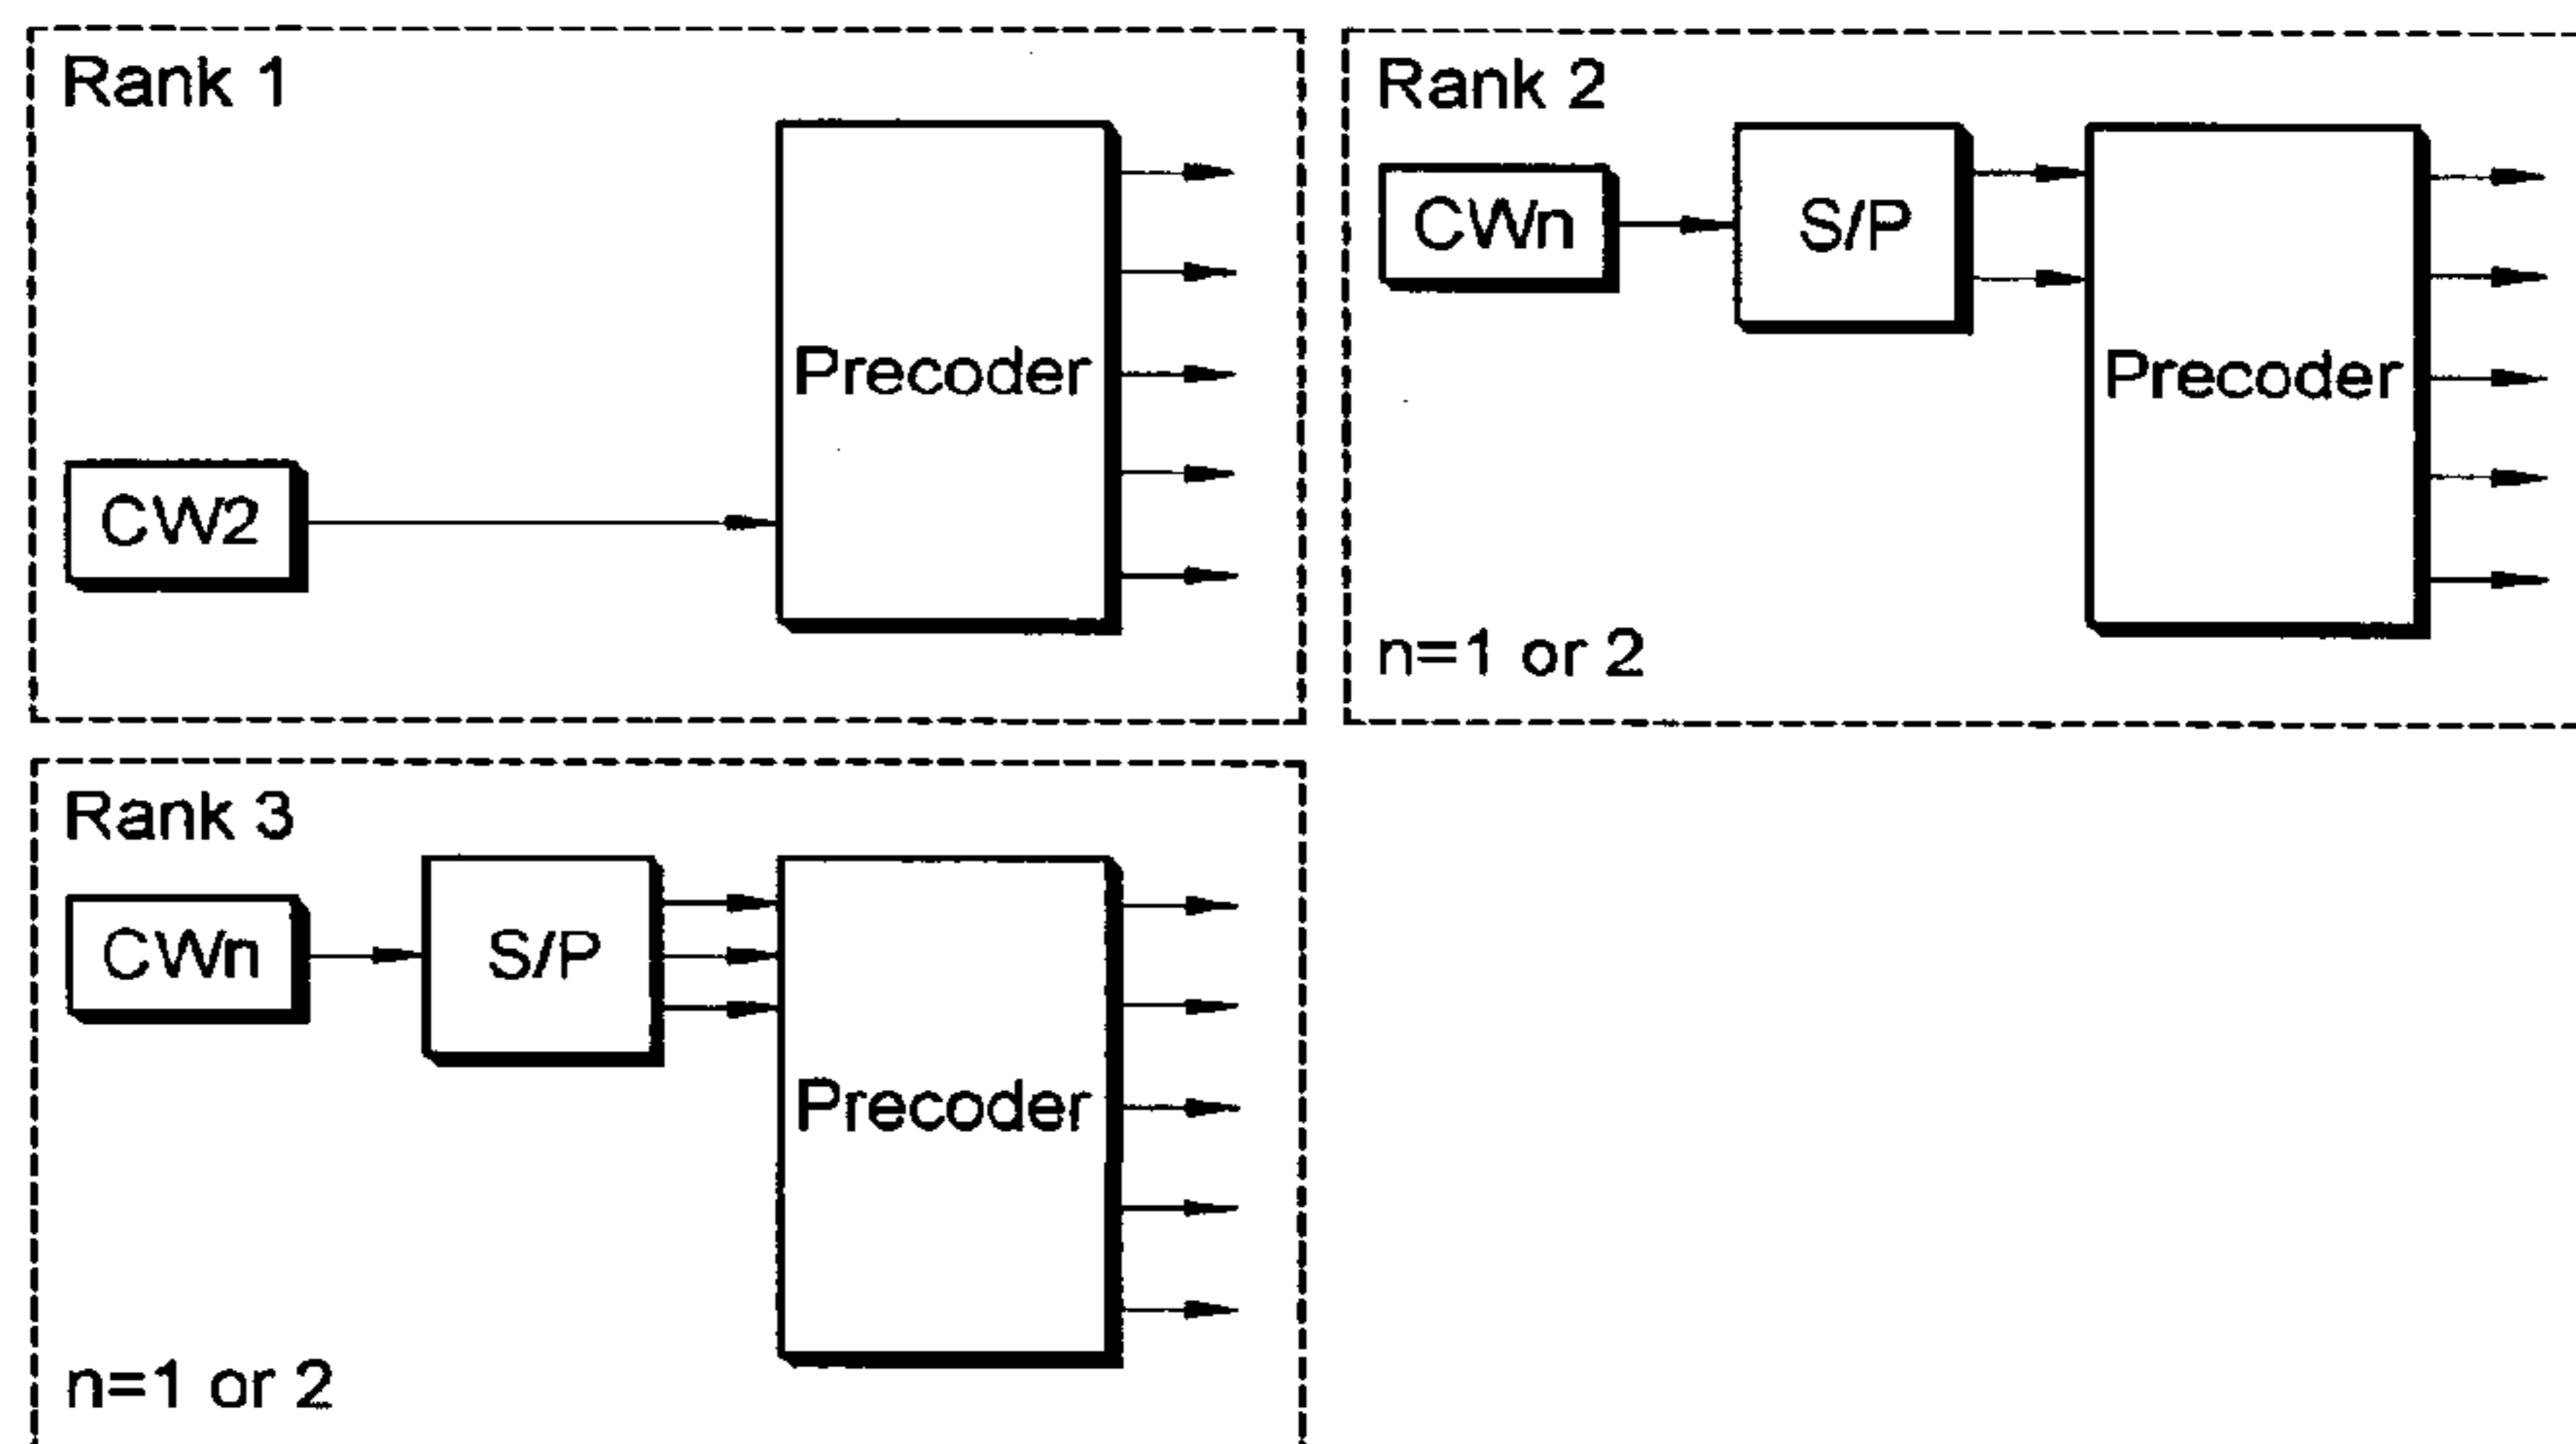 Rank 1
Precoder
CW2
Rank 2
CWn
S/P
Precoder
n=1 or 2
Rank 3
CWn
S/P
Precoder
n=1 or 2